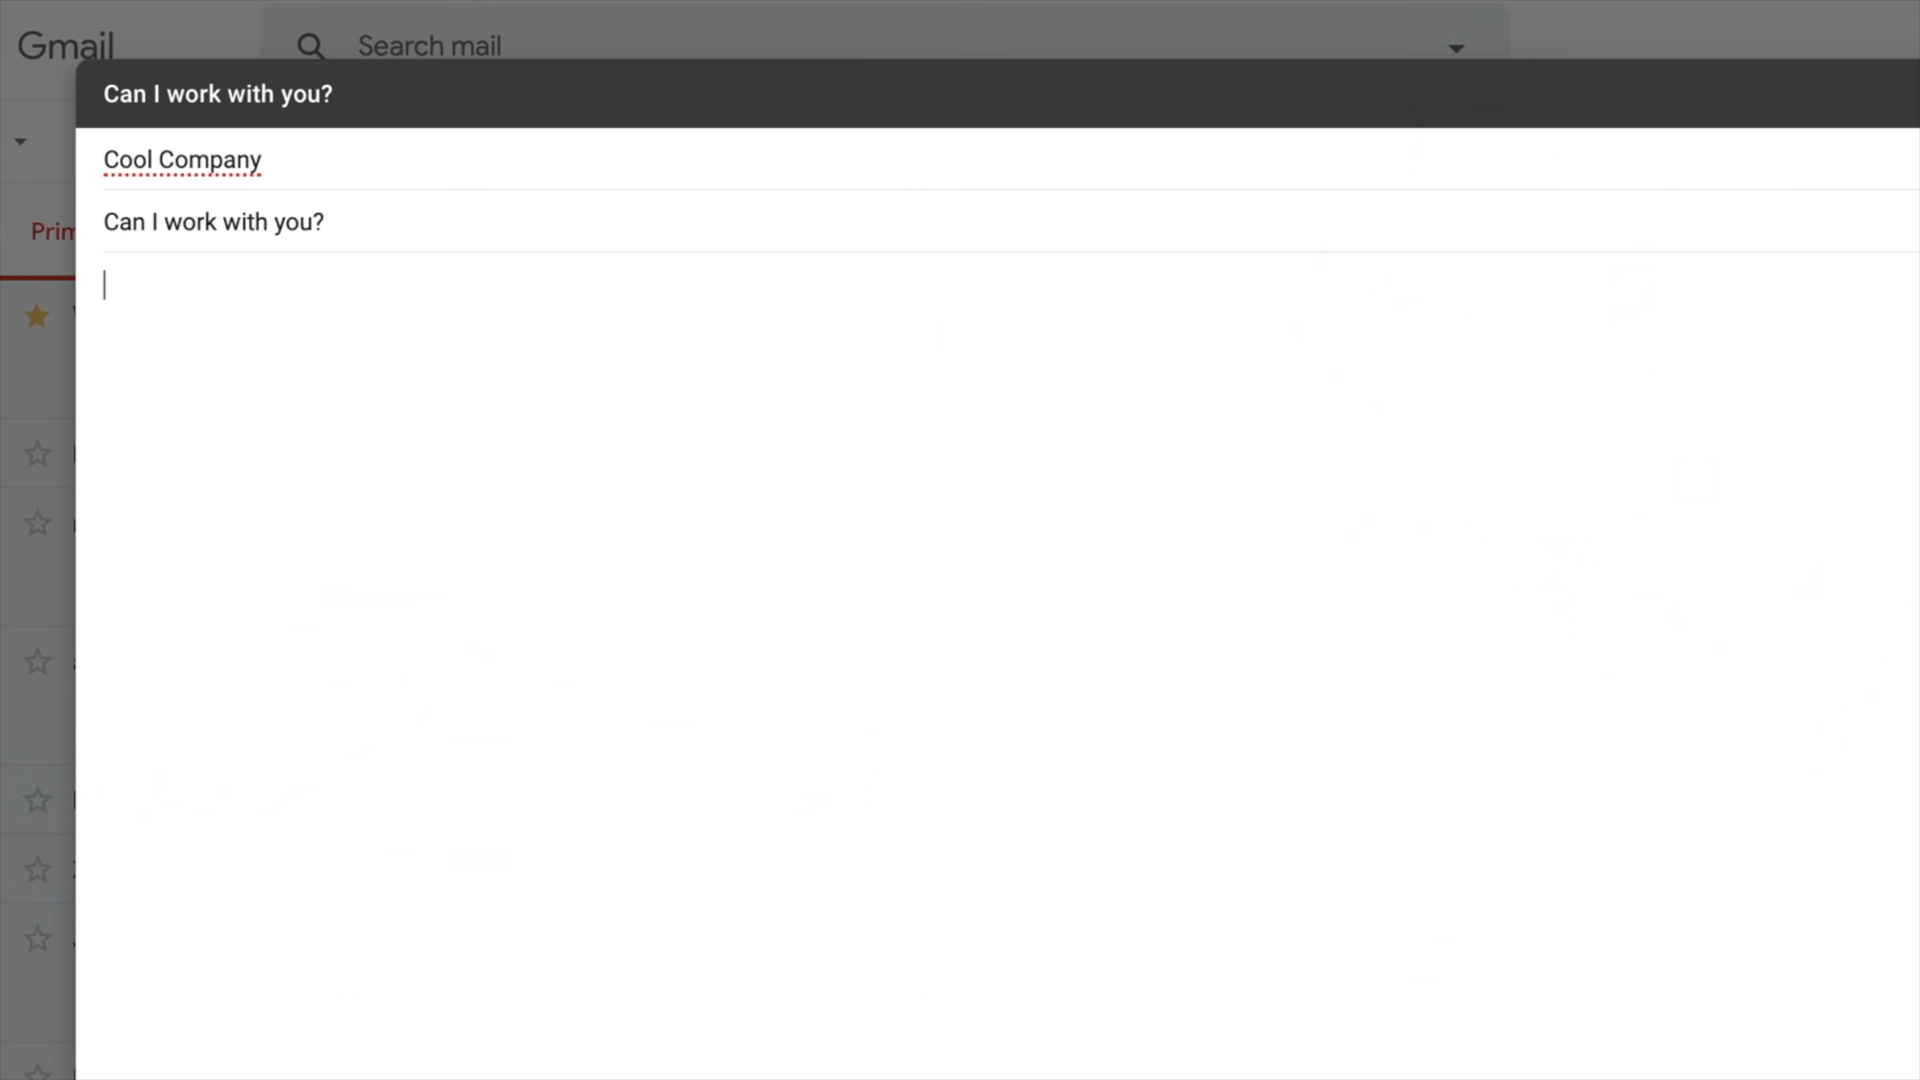 Gmail
Search mail
Can I work with you?
Cool Company
Can I work with you?
Prim